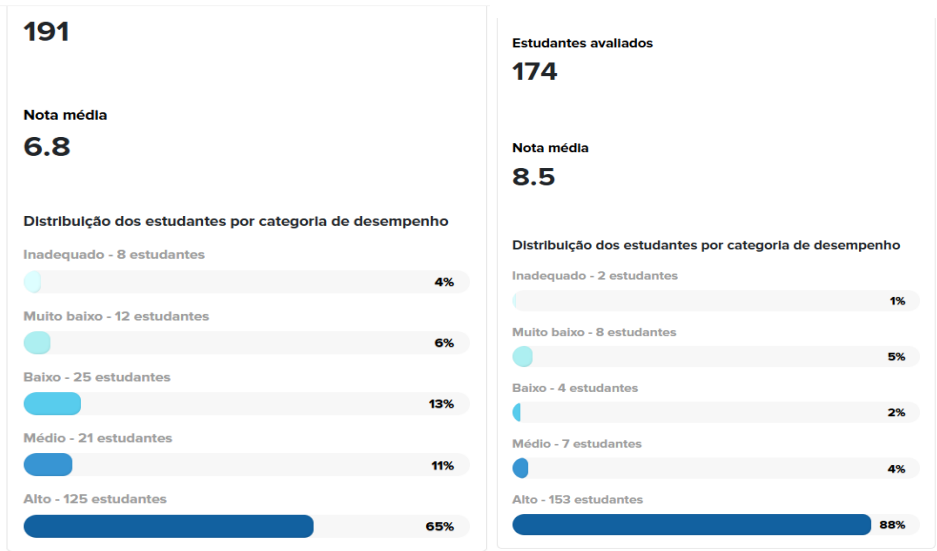 191
Nota média
6.8
Distribuição dos estudantes por categoria de desempenho
Inadequado - 8 estudantes
4%
Muito baixo - 12 estudantes
6%
Baixo - 25 estudantes
13%
Médio - 21 estudantes
11%
Alto - 125 estudantes
65%
Estudantes avaliados
174
Nota média
8.5
Distribuição dos estudantes por categoria de desempenho
Inadequado - 2 estudantes
1%
Muito baixo - 8 estudantes
5%
Baixo - 4 estudantes
2%
Médio - 7 estudantes
4%
Alto - 153 estudantes
88%